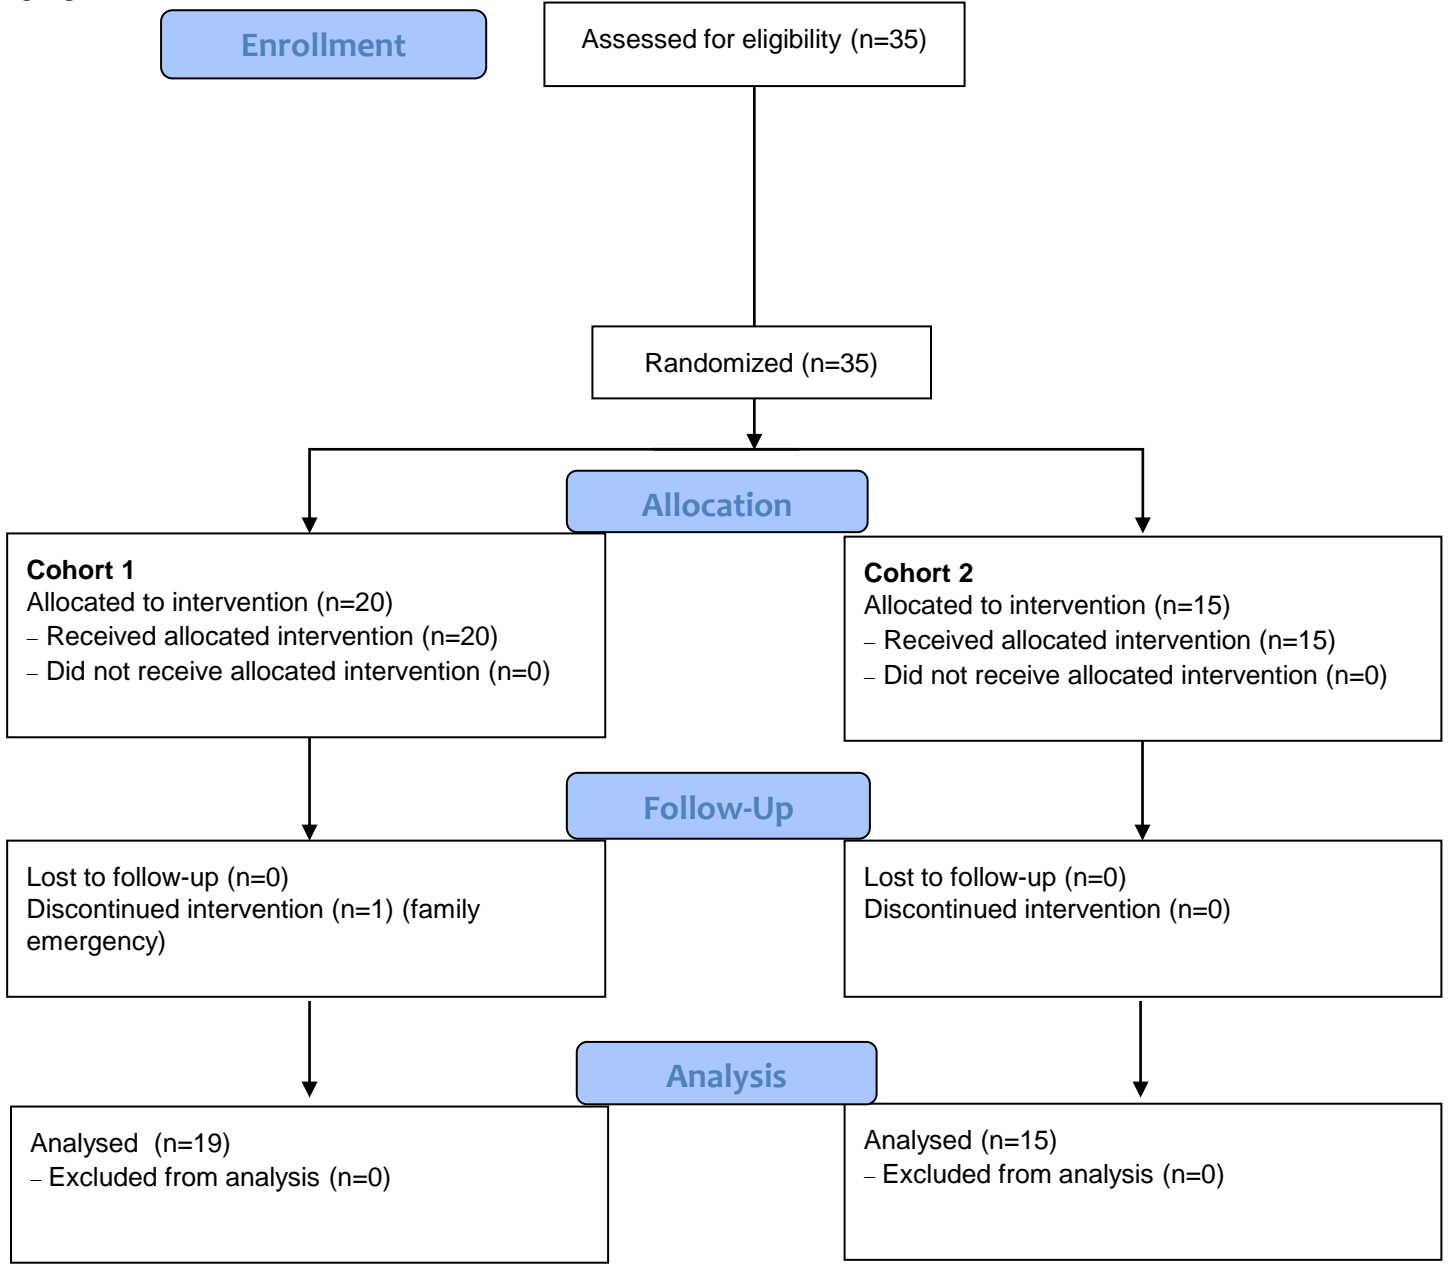 Enrollment
Assessed for eligibility (n=35)
Randomized (n=35)
Allocation
Cohort 1
Allocated to intervention (n=20)
– Received allocated intervention (n=20)
– Did not receive allocated intervention (n=0)
Cohort 2
Allocated to intervention (n=15)
– Received allocated intervention (n=15)
– Did not receive allocated intervention (n=0)
Follow-Up
Lost to follow-up (n=0)
Discontinued intervention (n=1) (family
emergency)
Lost to follow-up (n=0)
Discontinued intervention (n=0)
Analysis
Analysed  (n=19)
– Excluded from analysis (n=0)
Analysed (n=15)
– Excluded from analysis (n=0)